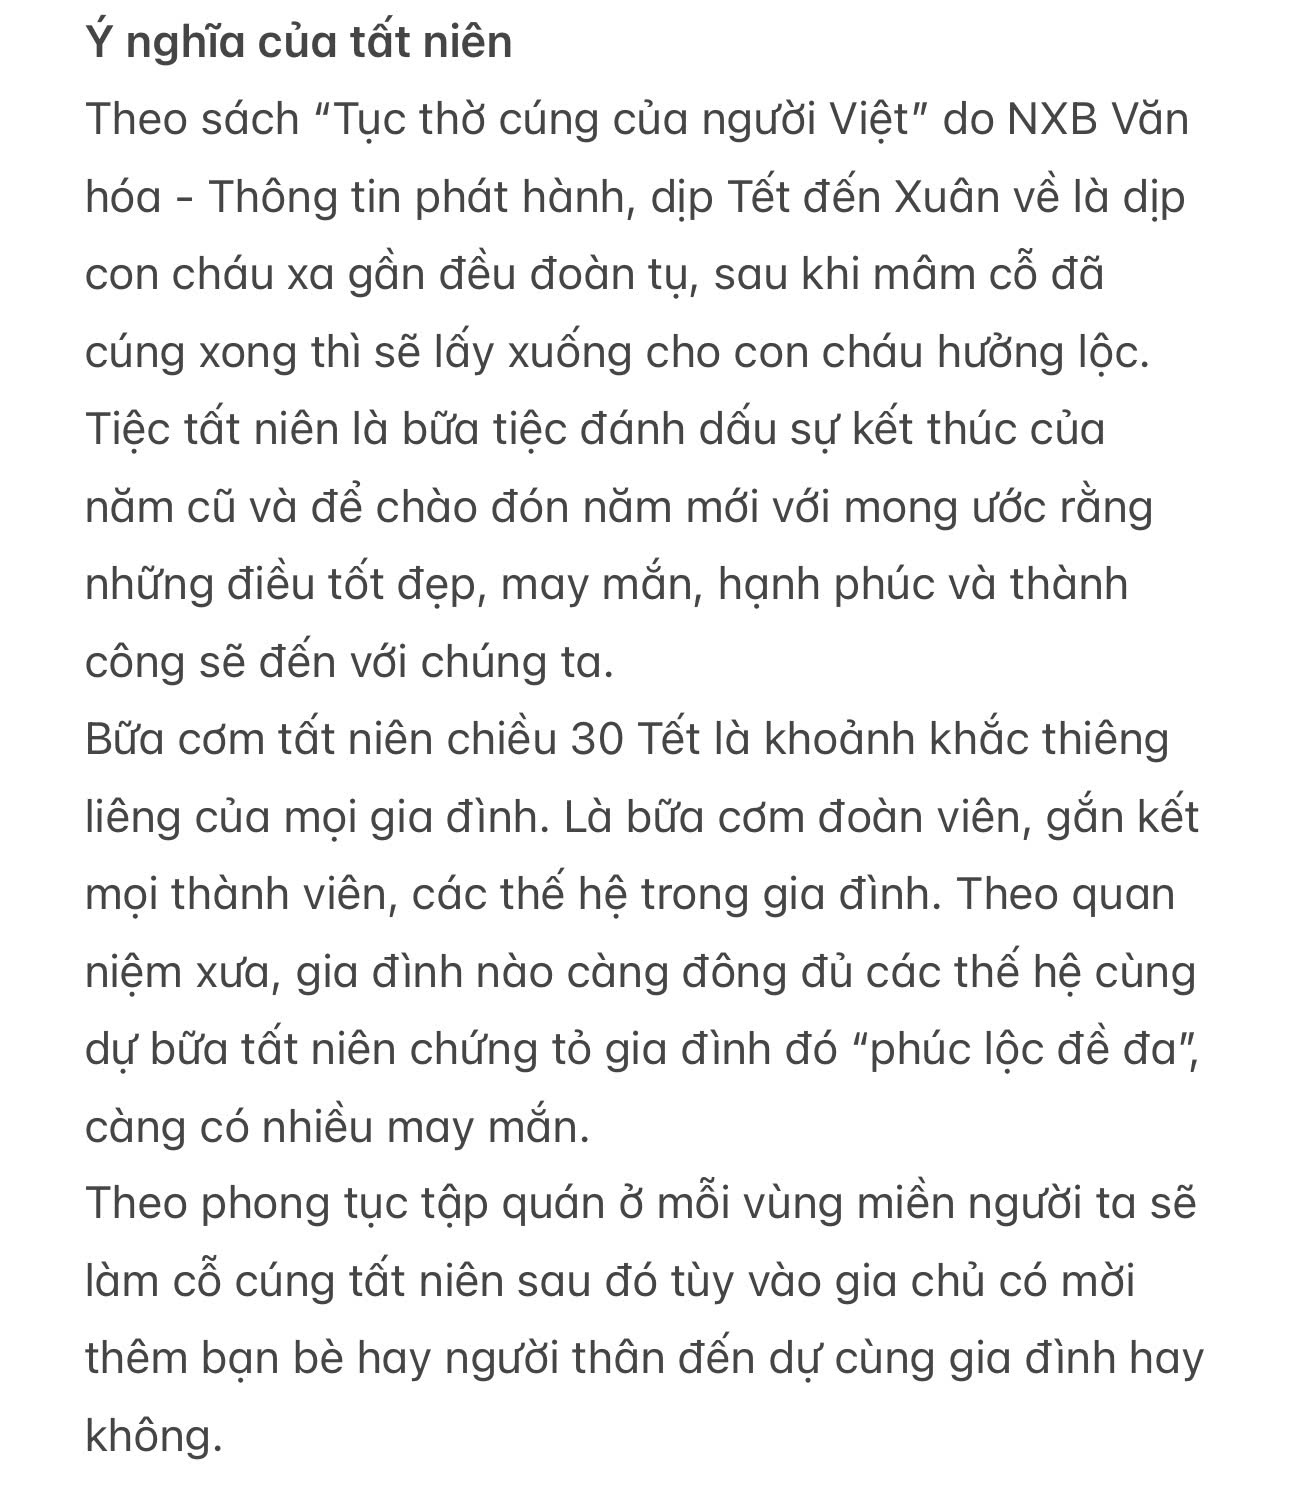 Ý nghĩa của tất niên
Theo sách “Tục thờ cúng của người Việt” do NXB Văn
hóa - Thông tin phát hành, dịp Tết đến Xuân về là dịp
con cháu xa gần đều đoàn tụ, sau khi mâm cỗ đã
cúng xong thì sẽ lấy xuống cho con cháu hưởng lộc.
Tiệc tất niên là bữa tiệc đánh dấu sự kết thúc của
năm cũ và để chào đón năm mới với mong ước rằng
những điều tốt đẹp, may mắn, hạnh phúc và thành
công sẽ đến với chúng ta.
Bữa cơm tất niên chiều 30 Tết là khoảnh khắc thiêng
liêng của mọi gia đình. Là bữa cơm đoàn viên, gắn kết
mọi thành viên, các thế hệ trong gia đình. Theo quan
niệm xưa, gia đình nào càng đông đủ các thế hệ cùng
dự bữa tất niên chứng tỏ gia đình đó “phúc lộc đề đa”,
càng có nhiều may mắn.
Theo phong tục tập quán ở mỗi vùng miền người ta sẽ
làm cỗ cúng tất niên sau đó tùy vào gia chủ có mời
thêm bạn bè hay người thân đến dự cùng gia đình hay
không.